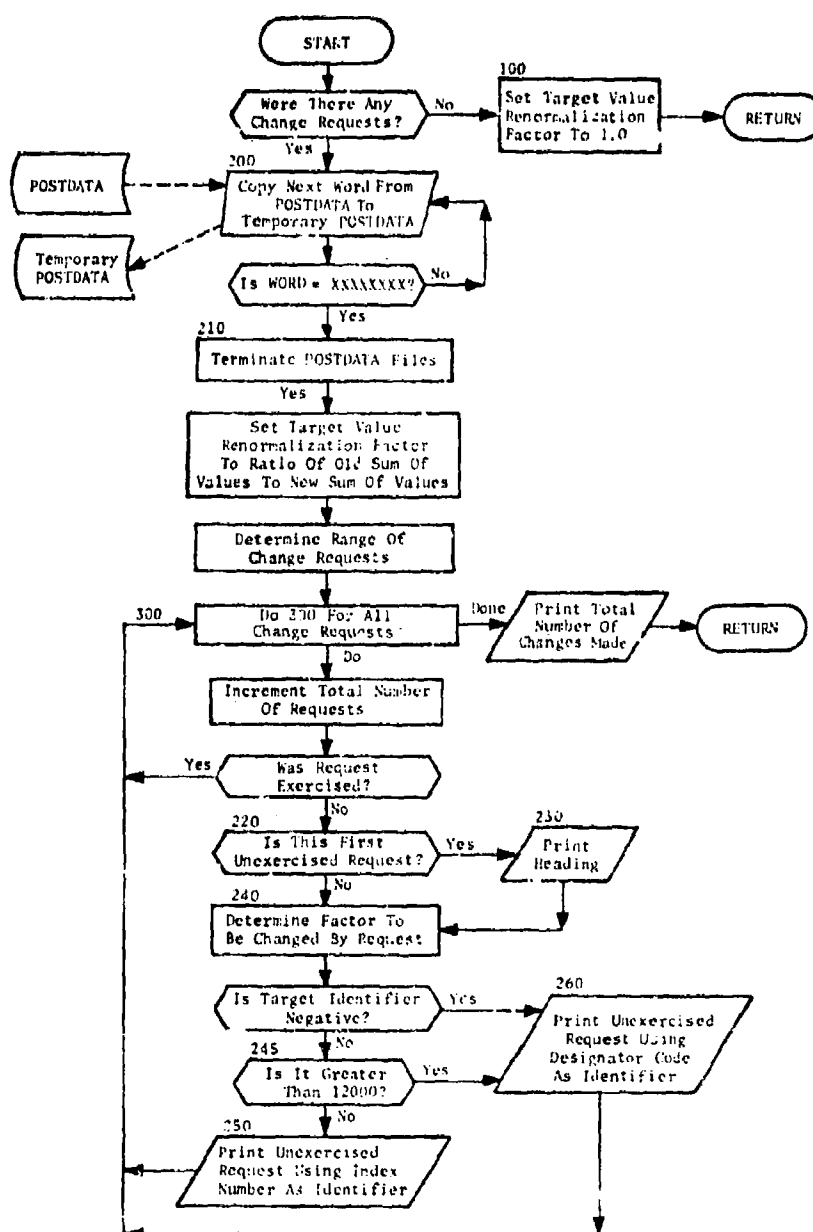 START
100
Were There Any
Change Requests?
No
Set Target Value
Renormalization
Factor To 1.0
RETURN
Yes
200
POSTDATA
Copy Next Word From
POSTDATA To
Temporary POSTDATA
Temporary
POSTDATA
Is WORD = XXXXXXXX?
No
Yes
210
Terminate POSTDATA Files
Yes
Set Target Value
Renormalization Factor
To Ratio Of Old Sum Of
Values To New Sum Of Values
Determine Range Of
Change Requests
300
Do 300 For All
Change Requests
Done
Print Total
Number Of
Changes Made
RETURN
Do
Increment Total Number
Of Requests
Yes
Was Request
Exercised?
No
220
Is This First
Unexercised Request?
Yes
230
Print
Heading
No
240
Determine Factor To
Be Changed By Request
Is Target Identifier
Negative?
Yes
260
Print Unexercised
Request Using
Designator Code
As Identifier
No
245
Is It Greater
Than 12000?
Yes
No
250
Print Unexercised
Request Using Index
Number As Identifier